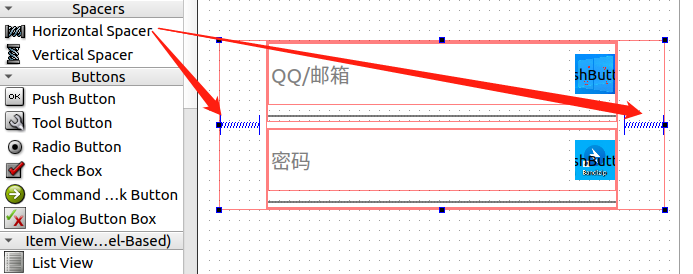 Spacers
Horizontal Spacer
Vertical Spacer
Buttons
OK
Push Button
Tool Button
Radio Button
Check Box
Command ...k Button
Dialog Button Box
Item View...el-Based)
List View
QQ/邮箱
shButt
密码
shButt